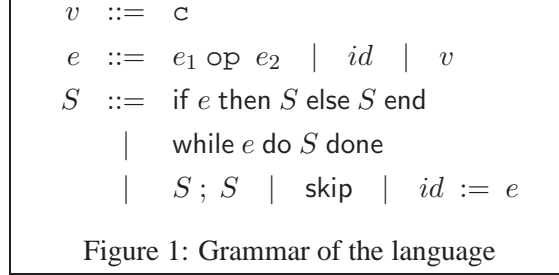 v ::= c
e ::= e₁ op e₂ | id | v
S ::= if e then S else S end
| while e do S done
| S ; S | skip | id := e
Figure 1: Grammar of the language